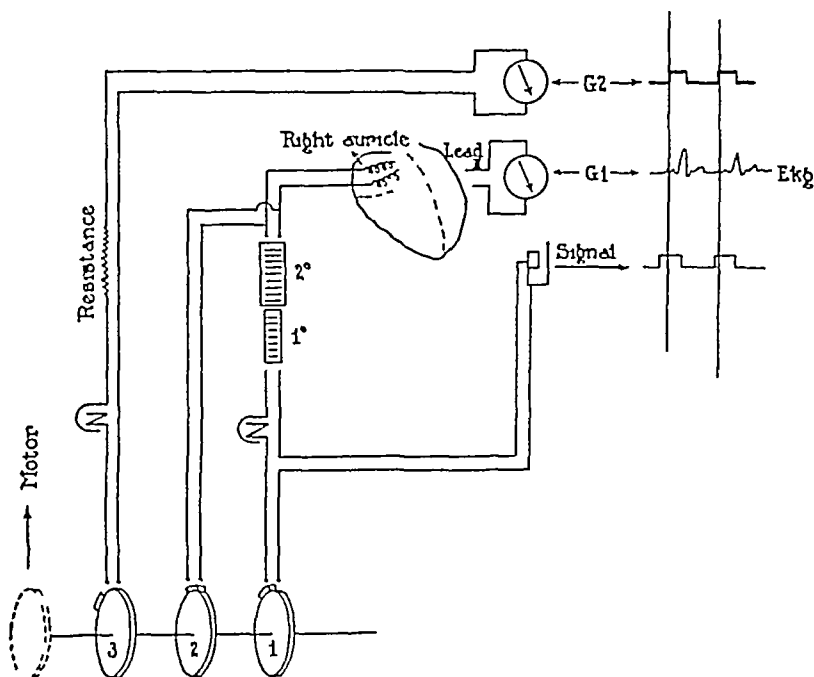 G2
Right auricle
Lead
G1
Ekg
Resistance
Signal
2°
1°
Motor
3
2
1